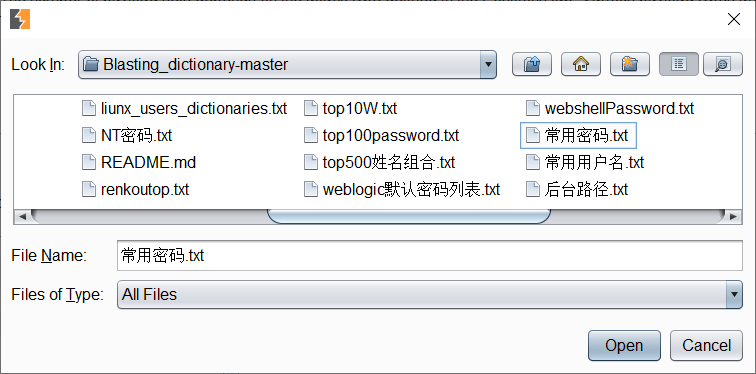 Look In: Blasting_dictionary-master
liunx_users_dictionaries.txt top10W.txt webshellPassword.txt
NT密码.txt top100password.txt 常用密码.txt
README.md top500姓名组合.txt 常用用户名.txt
renkoutop.txt weblogic默认密码列表.txt 后台路径.txt
File Name: 常用密码.txt
Files of Type: All Files
Open Cancel